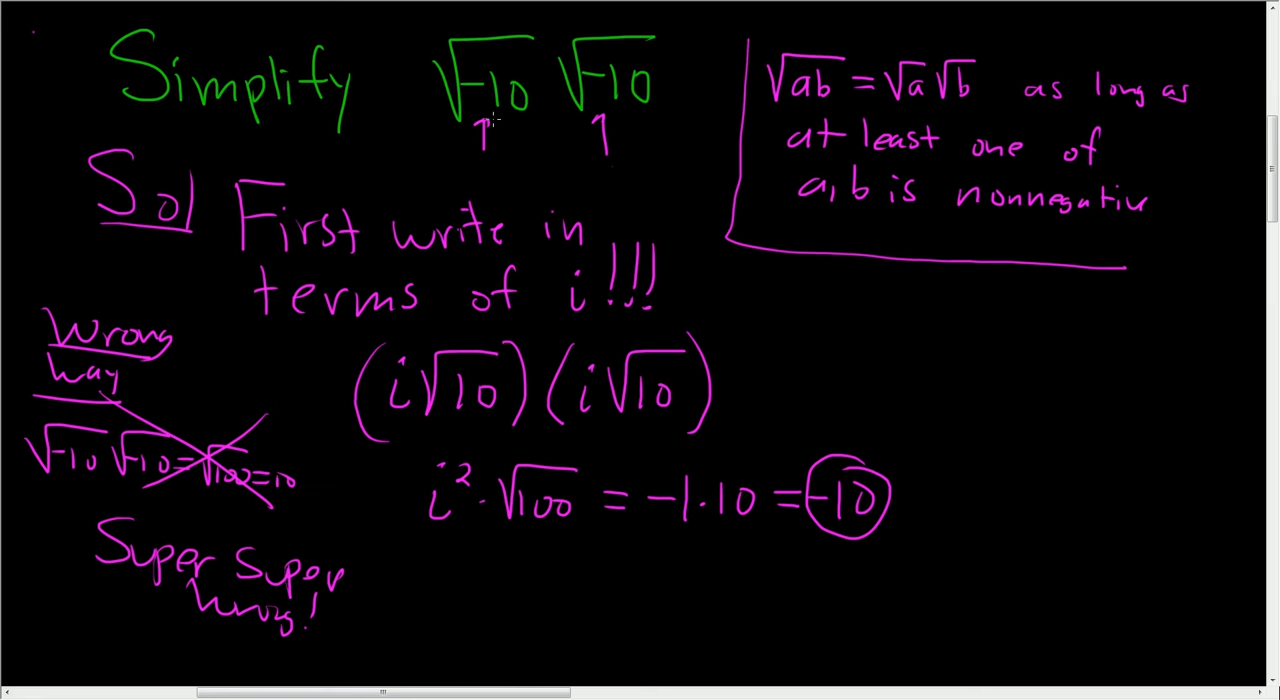 Simplify √-10 √-10
√ab = √a √b as long as
at least one of
a, b is nonnegative
Sol First write in
terms of i!!!
Wrong
way
(i√10)(i√10)
√-10 √-10 = √100 = 10
i² · √100 = -1 · 10 = -10
Super Super
Wrong!